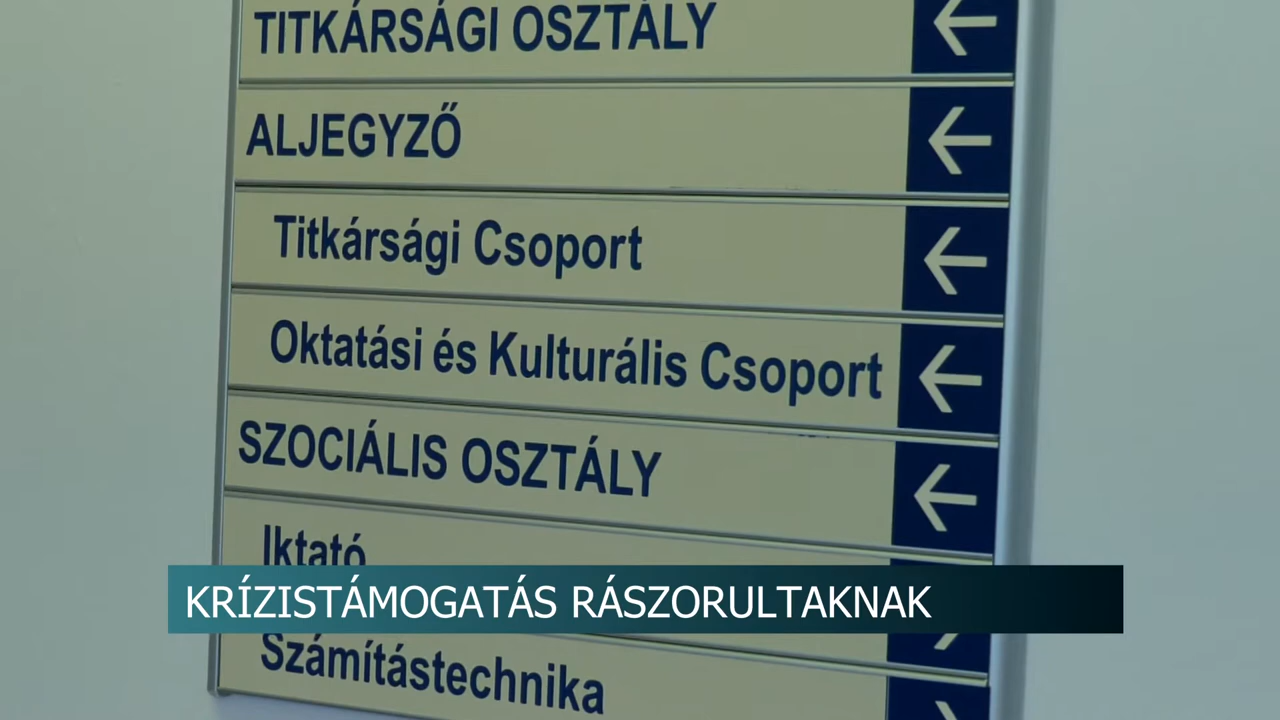 TITKÁRSÁGI OSZTÁLY
ALJEGYZŐ
Titkársági Csoport
Oktatási és Kulturális Csoport
SZOCIÁLIS OSZTÁLY
Iktató
KRÍZISTÁMOGATÁS RÁSZORULTAKNAK
Számítástechnika